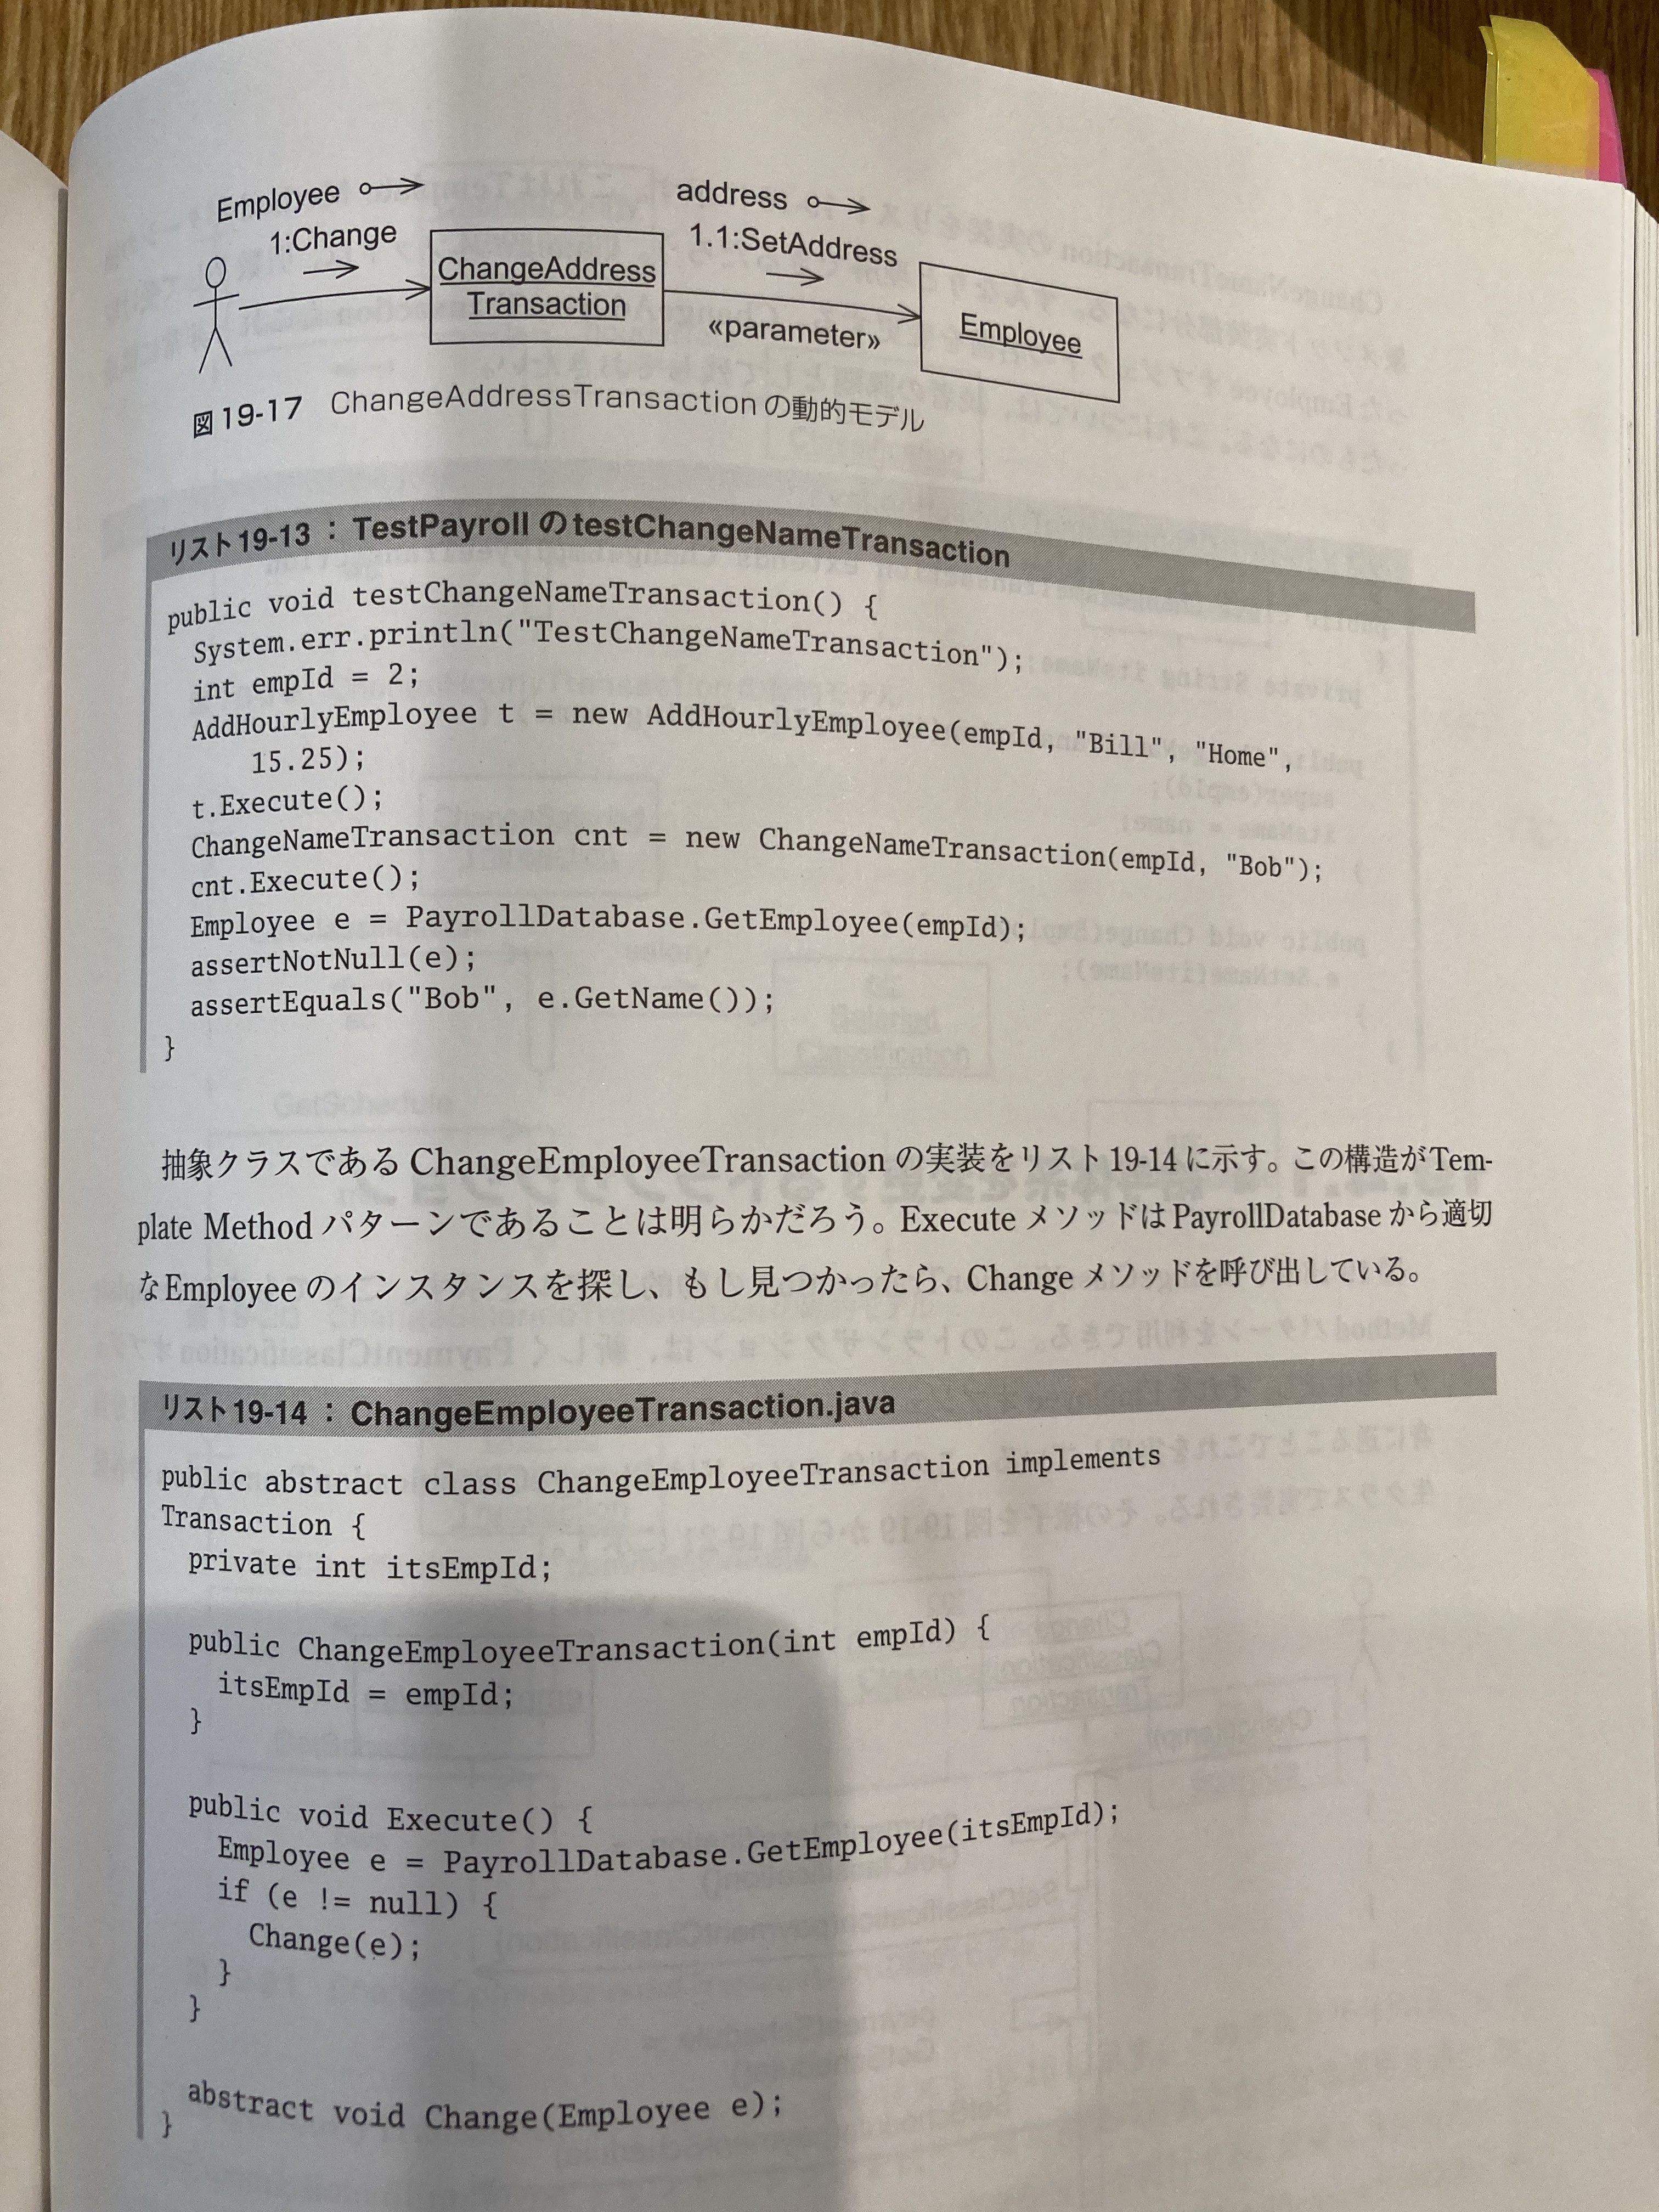 Employee
1:Change
ChangeAddress
Transaction
address
1.1:SetAddress
«parameter»
Employee
図19-17 ChangeAddressTransactionの動的モデル
リスト19-13 : TestPayrollのtestChangeNameTransaction
public void testChangeNameTransaction() {
System.err.println("TestChangeNameTransaction");
int empId = 2;
AddHourlyEmployee t = new AddHourlyEmployee(empId, "Bill", "Home",
15.25);
t.Execute();
ChangeNameTransaction cnt = new ChangeNameTransaction(empId, "Bob");
cnt.Execute();
Employee e = PayrollDatabase.GetEmployee(empId);
assertNotNull(e);
assertEquals("Bob", e.GetName());
}
抽象クラスであるChangeEmployeeTransactionの実装をリスト19-14に示す。この構造がTem-
plate Methodパターンであることは明らかだろう。ExecuteメソッドはPayrollDatabaseから適切
なEmployeeのインスタンスを探し、もし見つかったら、Changeメソッドを呼び出している。
リスト19-14 : ChangeEmployeeTransaction.java
public abstract class ChangeEmployeeTransaction implements
Transaction {
private int itsEmpId;
public ChangeEmployeeTransaction(int empId) {
itsEmpId = empId;
}
public void Execute() {
Employee e = PayrollDatabase.GetEmployee(itsEmpId);
if (e != null) {
Change(e);
}
}
abstract void Change(Employee e);
}